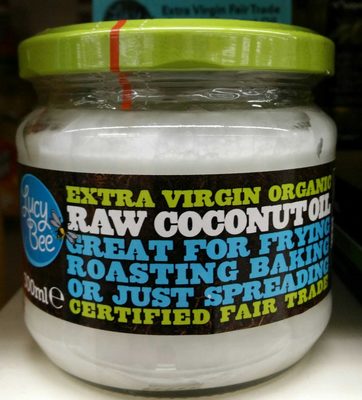 Extra Virgin Fair Trade
Lucy
Bee
EXTRA VIRGIN ORGANIC
RAW COCONUT OIL
GREAT FOR FRYING
ROASTING BAKING
OR JUST SPREADING
CERTIFIED FAIR TRADE
300ml e